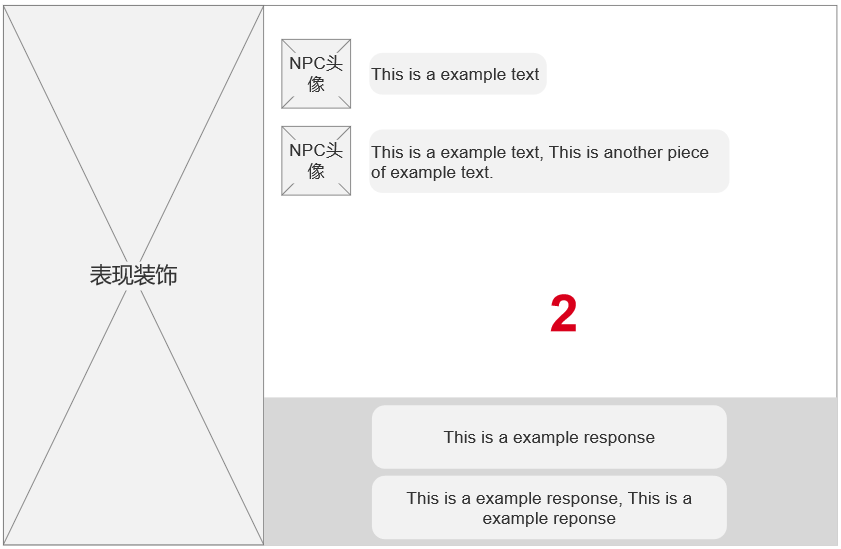 NPC头
像
This is a example text
NPC头
像
This is a example text, This is another piece
of example text.
表现装饰
2
This is a example response
This is a example response, This is a
example reponse